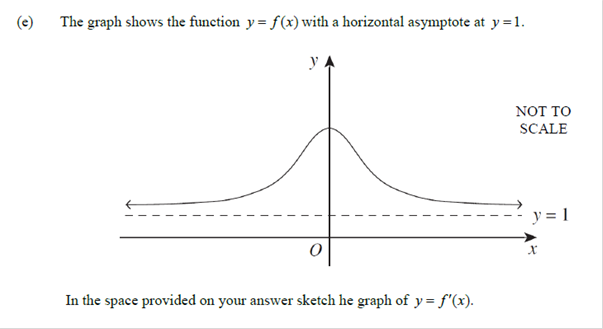 (e) The graph shows the function y = f(x) with a horizontal asymptote at y = 1.
y
NOT TO
SCALE
y = 1
O
x
In the space provided on your answer sketch he graph of y = f'(x).